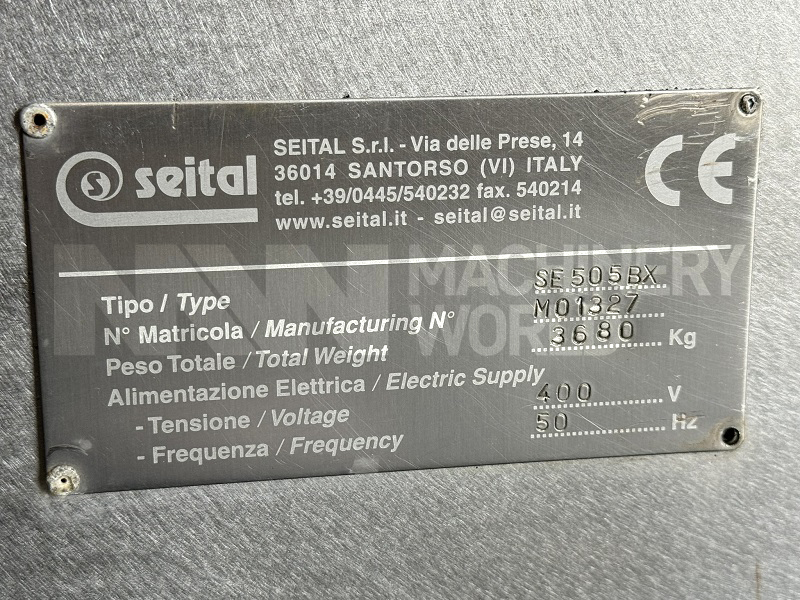 seital
SEITAL S.r.l. - Via delle Prese, 14
36014 SANTORSO (VI) ITALY
tel. +39/0445/540232 fax. 540214
www.seital.it - seital@seital.it
CE
MACHINERY
WORLD
Tipo / Type SE505BX
N° Matricola / Manufacturing N° M01327
Peso Totale / Total Weight 3680 Kg
Alimentazione Elettrica / Electric Supply
- Tensione / Voltage 400 V
- Frequenza / Frequency 50 Hz